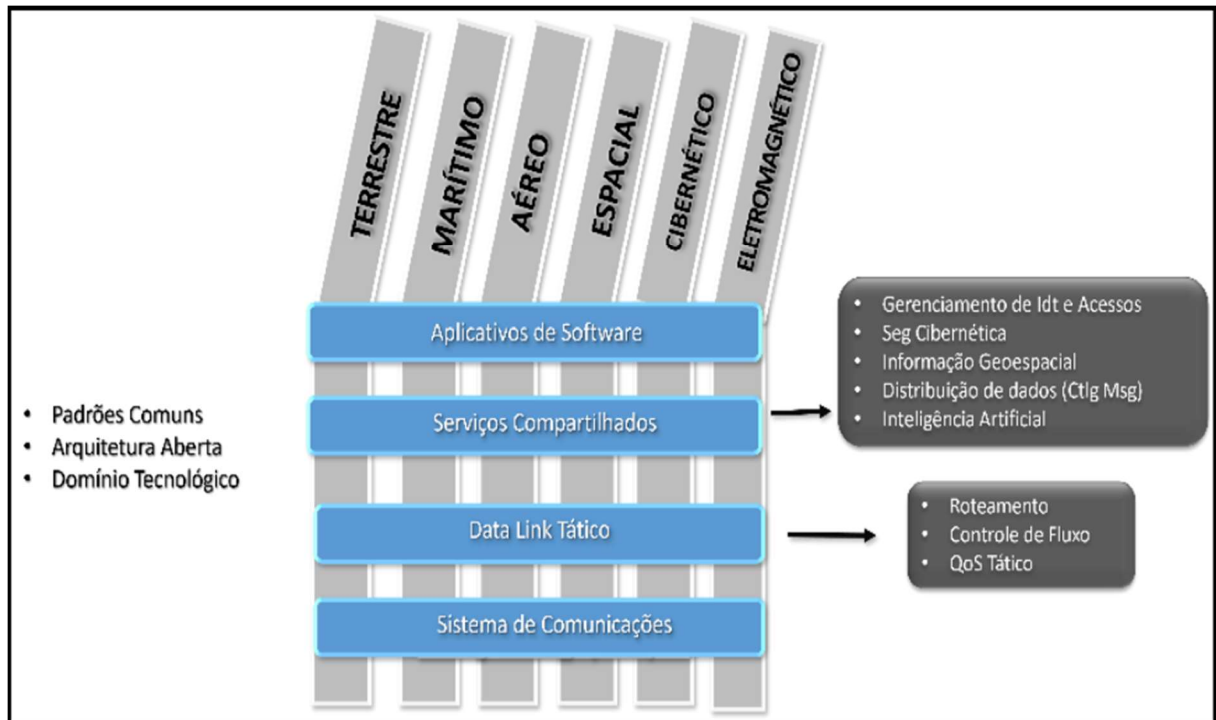 TERRESTRE
MARÍTIMO
AÉREO
ESPACIAL
CIBERNÉTICO
ELETROMAGNÉTICO
Aplicativos de Software
Serviços Compartilhados
Data Link Tático
Sistema de Comunicações
• Padrões Comuns
• Arquitetura Aberta
• Domínio Tecnológico
• Gerenciamento de Idt e Acessos
• Seg Cibernética
• Informação Geoespacial
• Distribuição de dados (Ctlg Msg)
• Inteligência Artificial
• Roteamento
• Controle de Fluxo
• QoS Tático